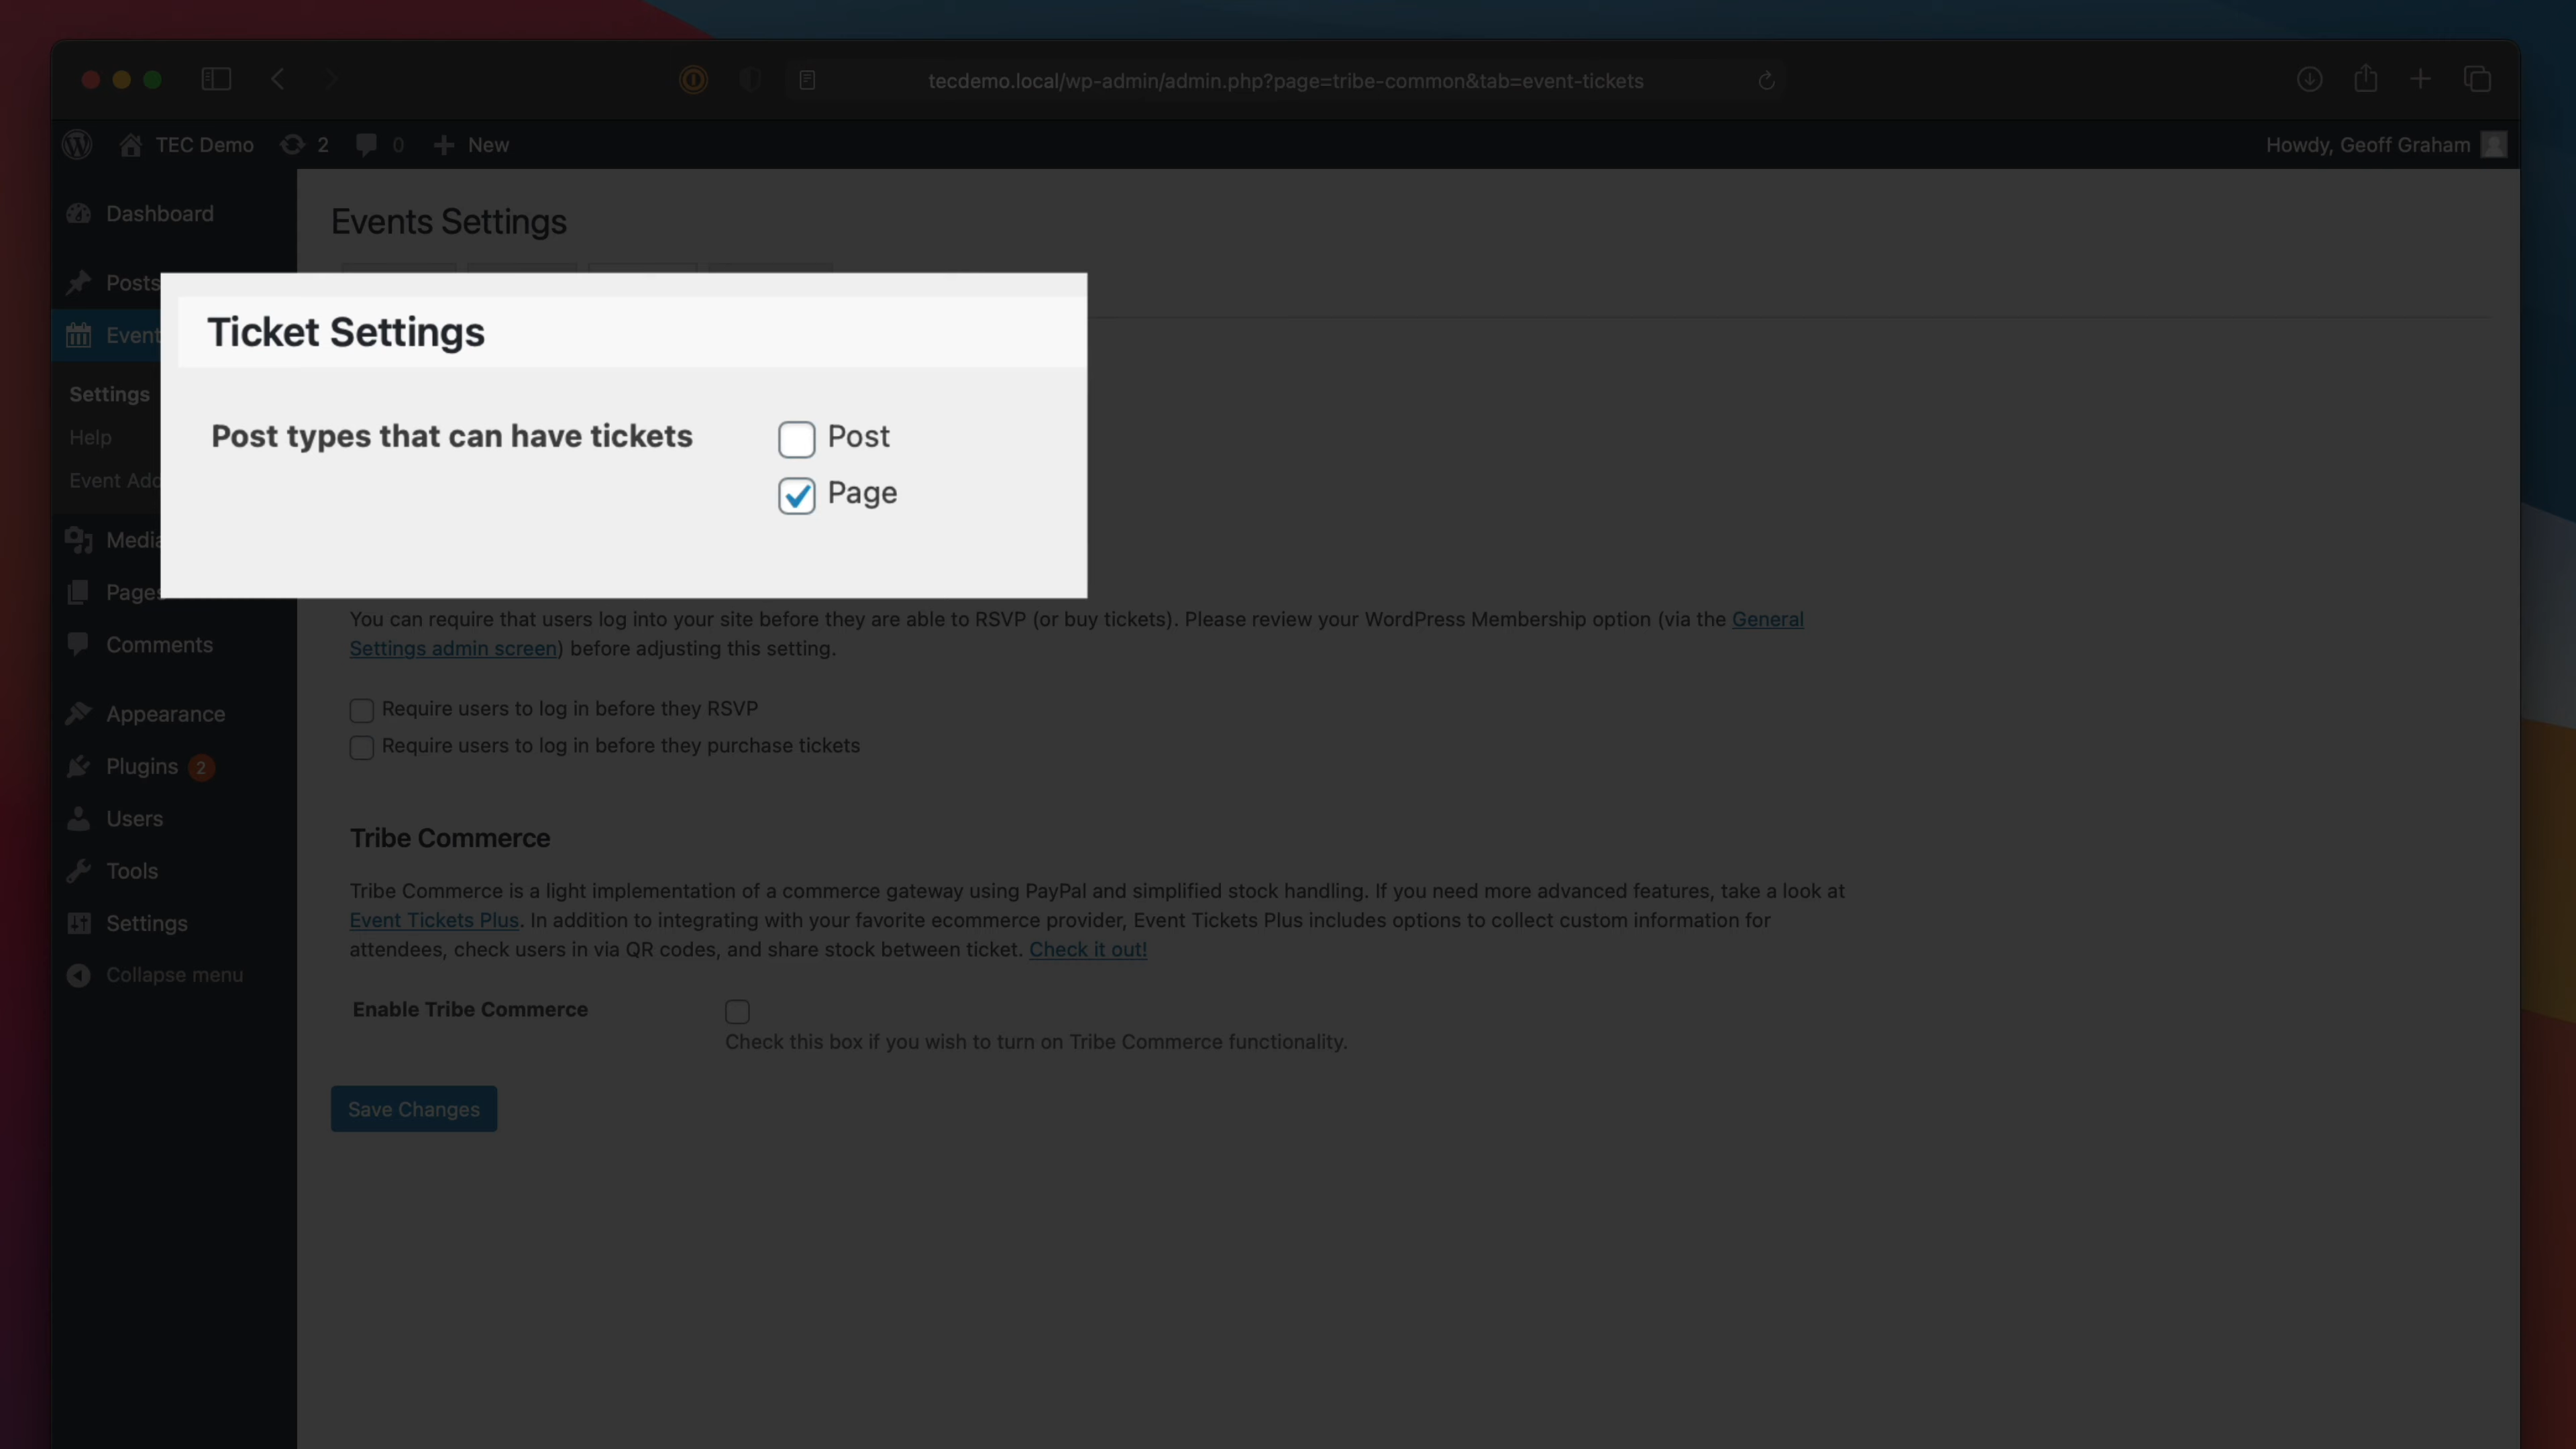 tecdemo.local/wp-admin/admin.php?page=tribe-common&tab=event-tickets
TEC Demo 2 0 New
Howdy, Geoff Graham
Dashboard
Posts
Event
Settings
Help
Event Add
Media
Pages
Comments
Appearance
Plugins 2
Users
Tools
Settings
Collapse menu
Events Settings
Ticket Settings
Post types that can have tickets
Post
Page
You can require that users log into your site before they are able to RSVP (or buy tickets). Please review your WordPress Membership option (via the General
Settings admin screen) before adjusting this setting.
Require users to log in before they RSVP
Require users to log in before they purchase tickets
Tribe Commerce
Tribe Commerce is a light implementation of a commerce gateway using PayPal and simplified stock handling. If you need more advanced features, take a look at
Event Tickets Plus. In addition to integrating with your favorite ecommerce provider, Event Tickets Plus includes options to collect custom information for
attendees, check users in via QR codes, and share stock between ticket. Check it out!
Enable Tribe Commerce
Check this box if you wish to turn on Tribe Commerce functionality.
Save Changes